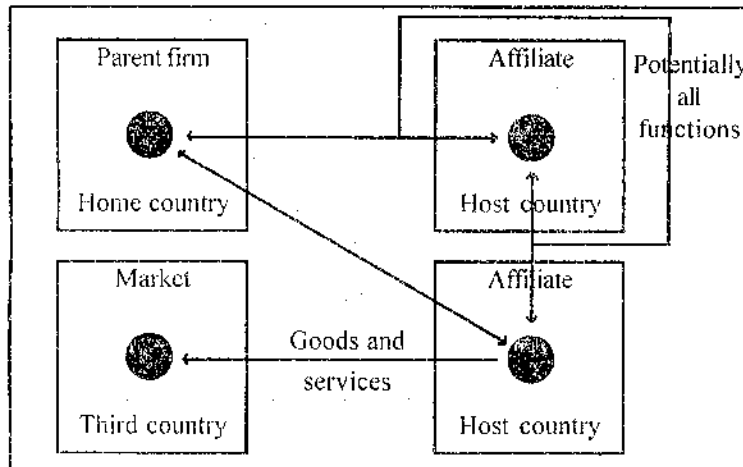 Parent firm
Affiliate
Potentially
all
functions
Home country
Host country
Market
Affiliate
Goods and
services
Third country
Host country